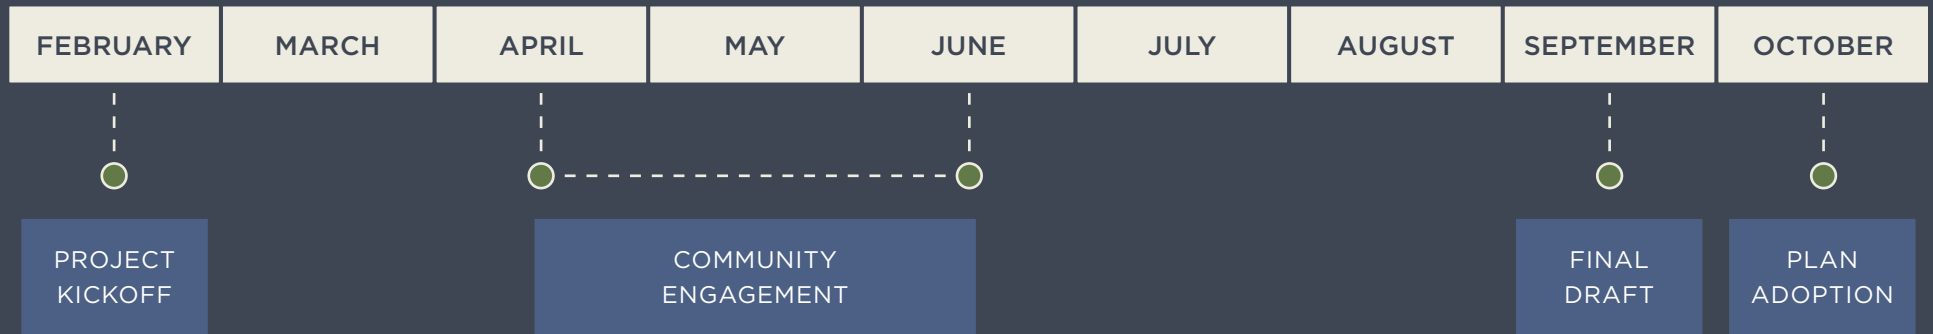 FEBRUARY
MARCH
APRIL
MAY
JUNE
JULY
AUGUST
SEPTEMBER
OCTOBER
PROJECT
KICKOFF
COMMUNITY
ENGAGEMENT
FINAL
DRAFT
PLAN
ADOPTION